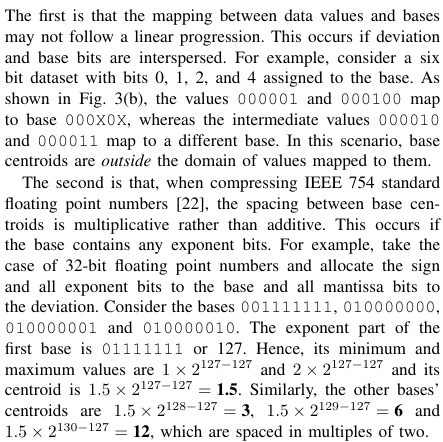 The first is that the mapping between data values and bases
may not follow a linear progression. This occurs if deviation
and base bits are interspersed. For example, consider a six
bit dataset with bits 0, 1, 2, and 4 assigned to the base. As
shown in Fig. 3(b), the values 000001 and 000100 map
to base 000X0X, whereas the intermediate values 000010
and 000011 map to a different base. In this scenario, base
centroids are outside the domain of values mapped to them.
The second is that, when compressing IEEE 754 standard
floating point numbers [22], the spacing between base cen-
troids is multiplicative rather than additive. This occurs if
the base contains any exponent bits. For example, take the
case of 32-bit floating point numbers and allocate the sign
and all exponent bits to the base and all mantissa bits to
the deviation. Consider the bases 001111111, 010000000,
010000001 and 010000010. The exponent part of the
first base is 01111111 or 127. Hence, its minimum and
maximum values are 1 × 2^{127−127} and 2 × 2^{127−127} and its
centroid is 1.5 × 2^{127−127} = 1.5. Similarly, the other bases'
centroids are 1.5 × 2^{128−127} = 3, 1.5 × 2^{129−127} = 6 and
1.5 × 2^{130−127} = 12, which are spaced in multiples of two.